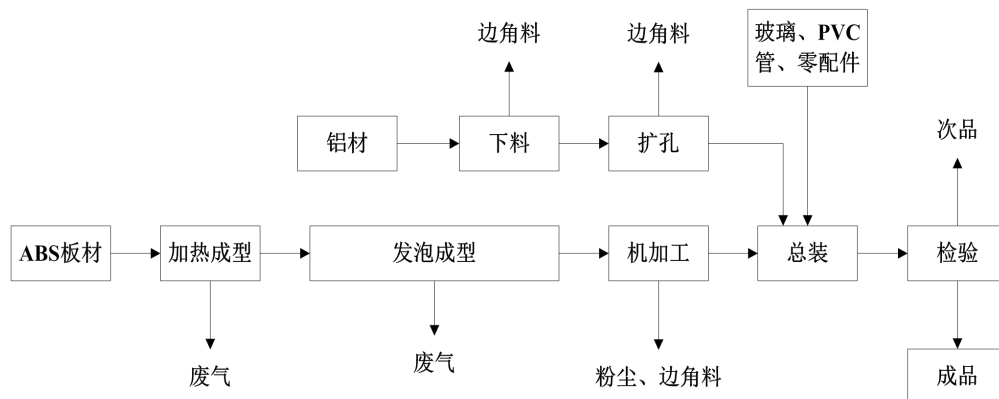 边角料
边角料
玻璃、PVC
管、零配件
铝材
下料
扩孔
次品
ABS板材
加热成型
发泡成型
机加工
总装
检验
废气
废气
粉尘、边角料
成品